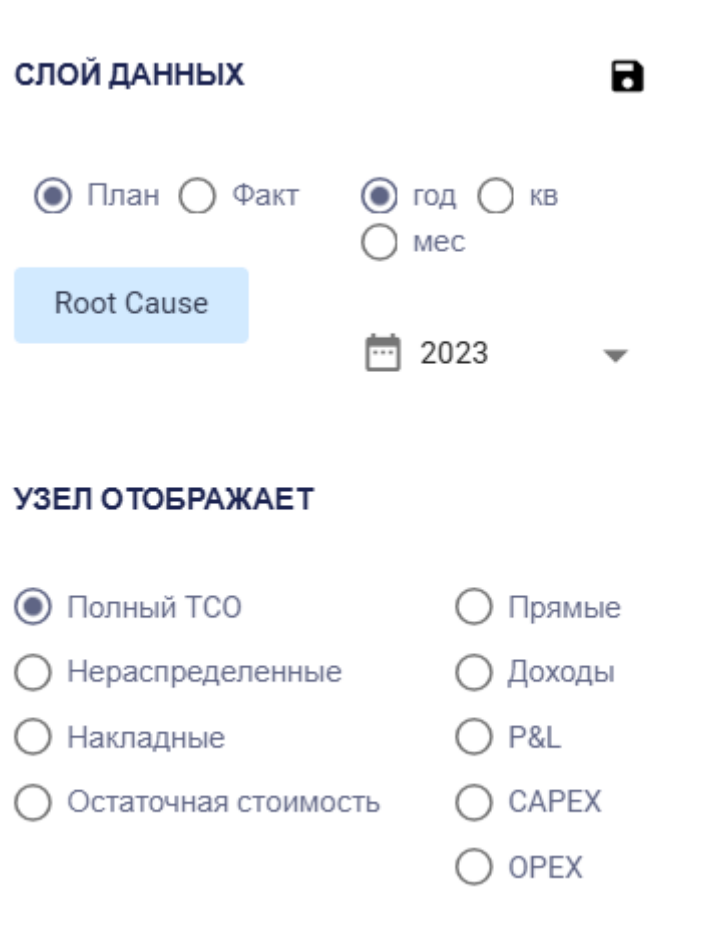 СЛОЙ ДАННЫХ
План Факт год кв
мес
Root Cause
2023
УЗЕЛ ОТОБРАЖАЕТ
Полный TCO Прямые
Нераспределенные Доходы
Накладные P&L
Остаточная стоимость CAPEX
OPEX